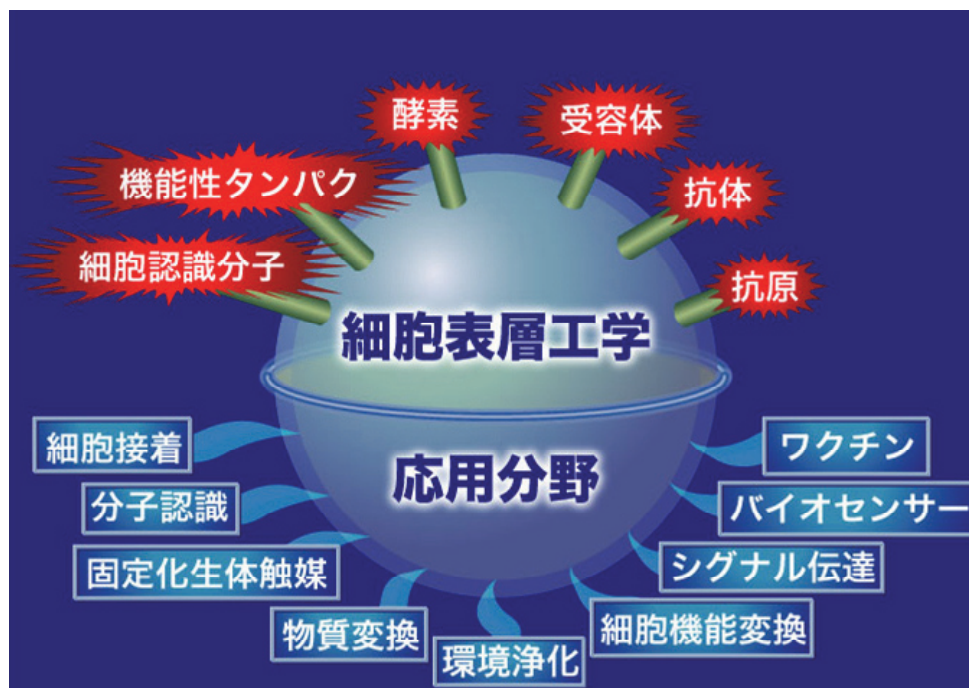 酵素
受容体
機能性タンパク
抗体
細胞認識分子
抗原
細胞表層工学
応用分野
細胞接着
分子認識
固定化生体触媒
物質変換
環境浄化
細胞機能変換
シグナル伝達
バイオセンサー
ワクチン